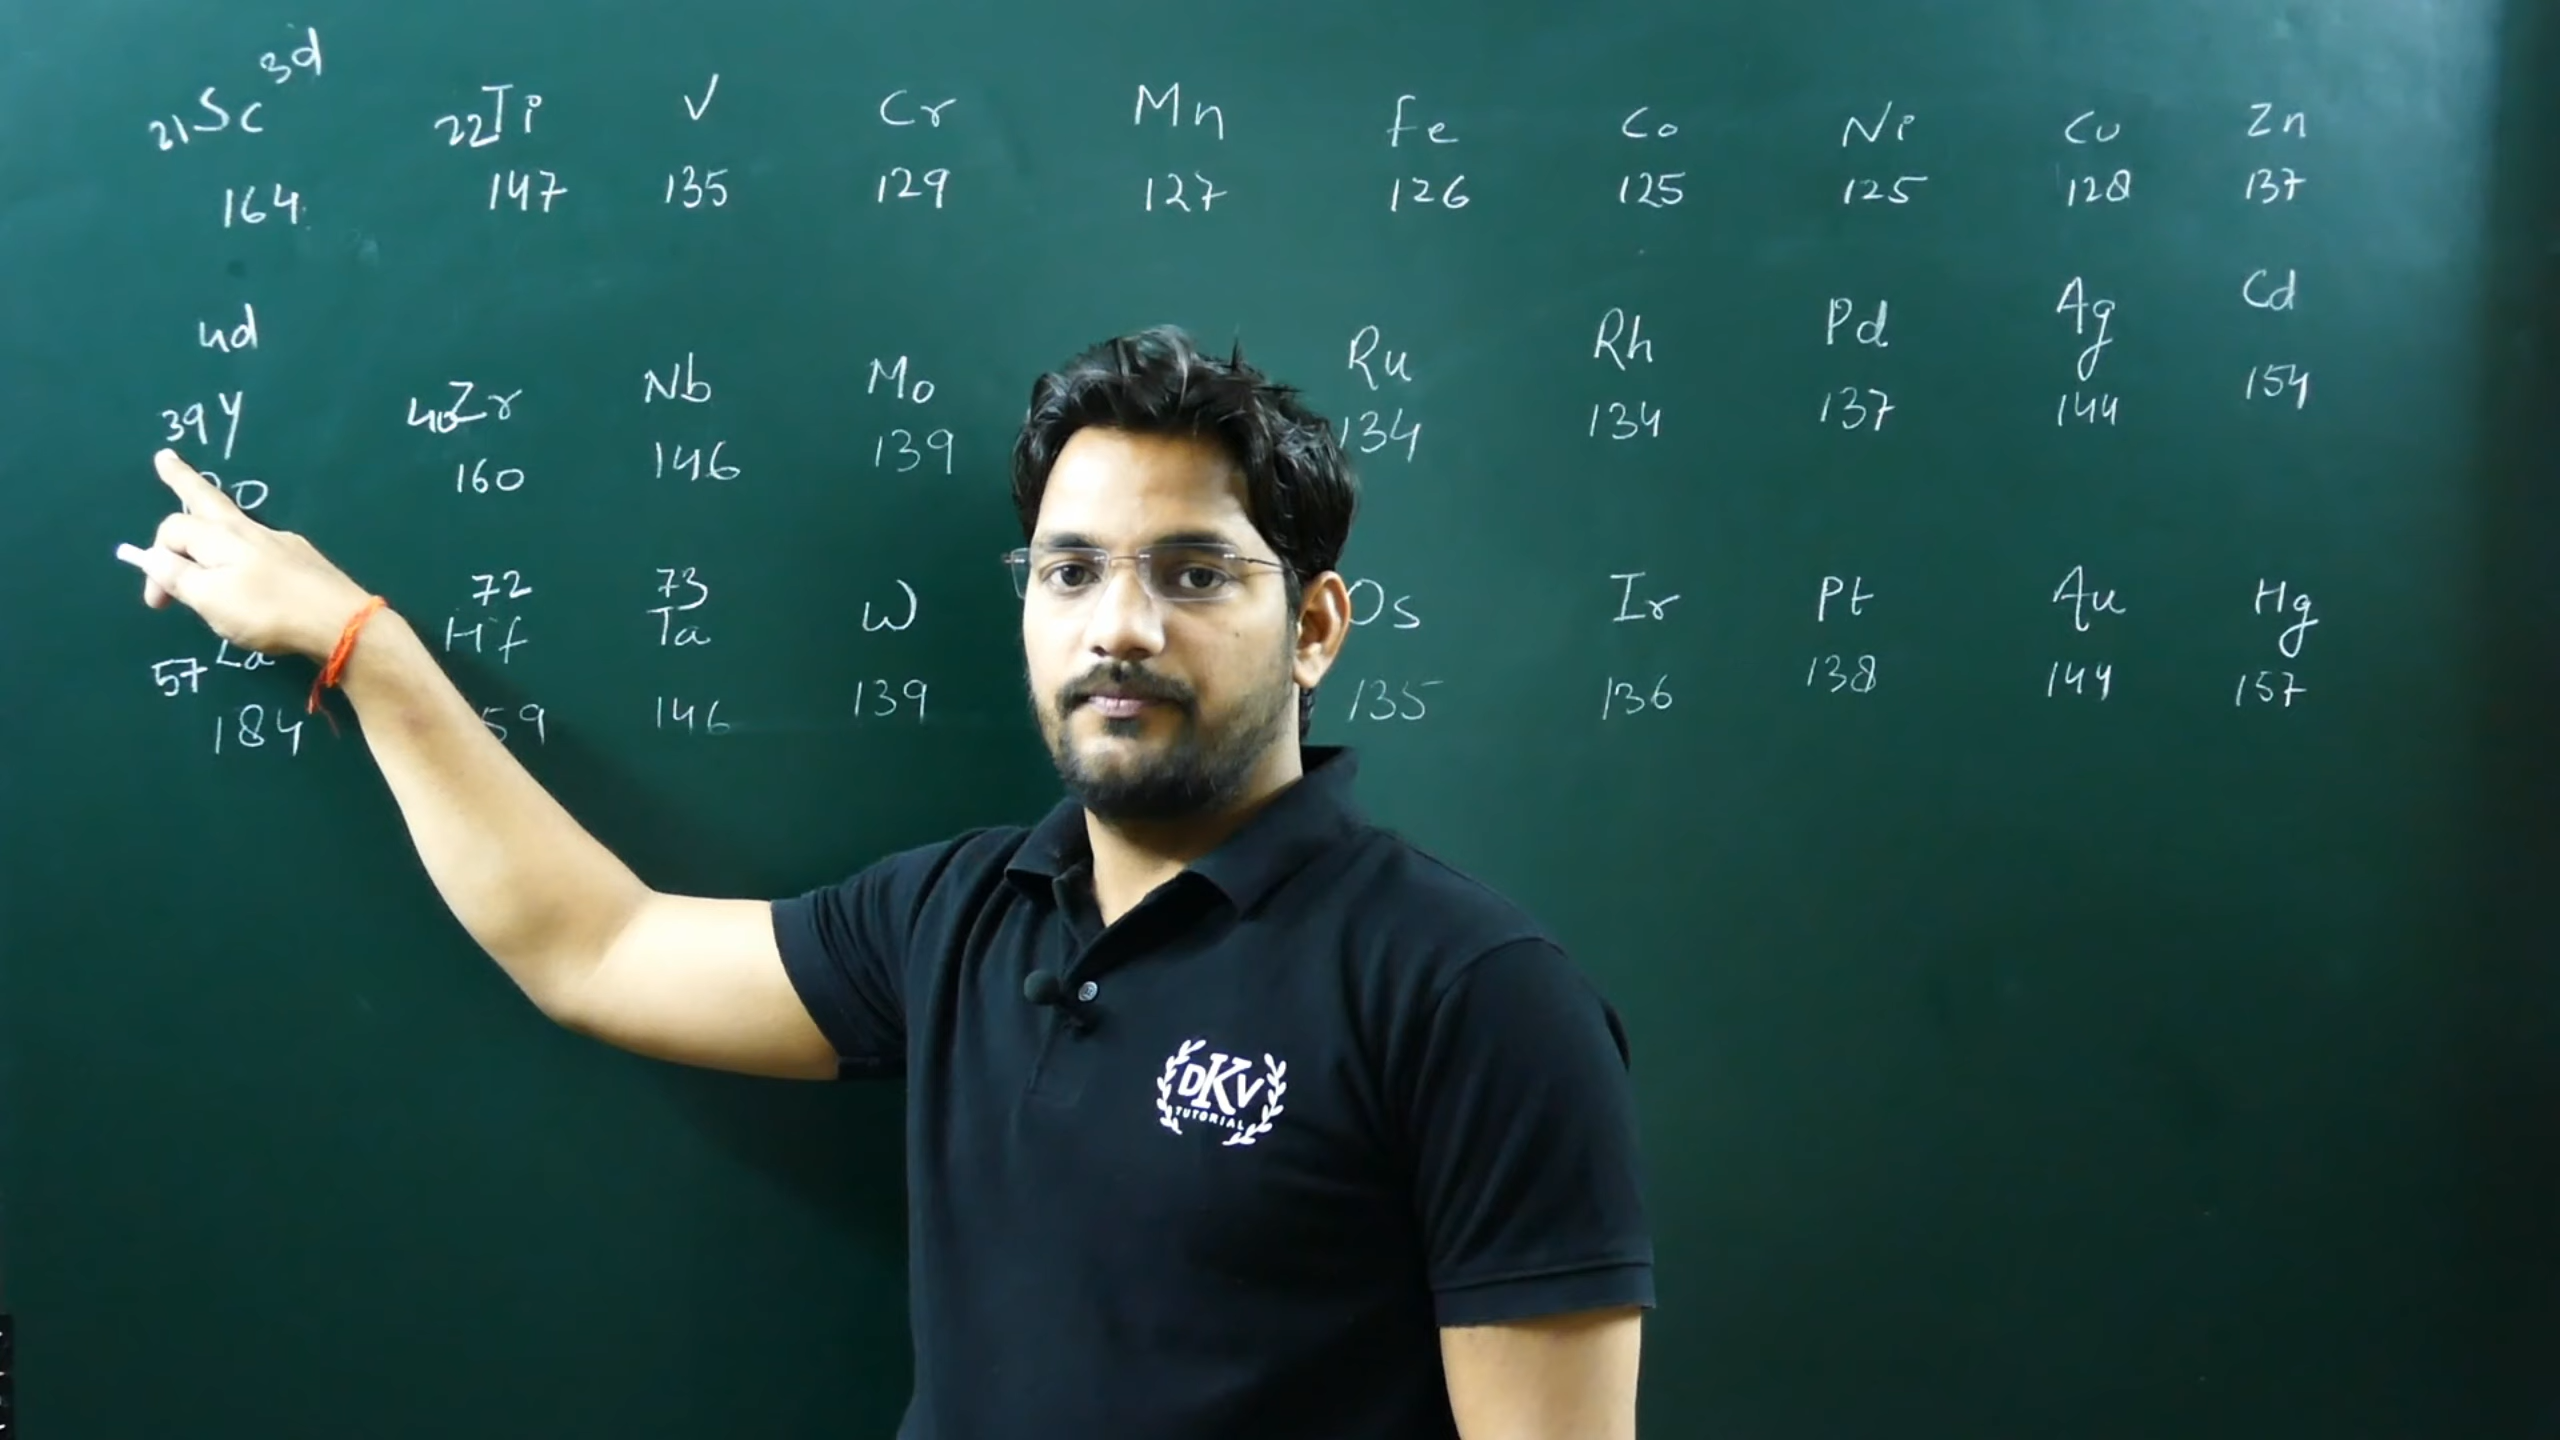 3d
21Sc 22Ti V Cr Mn Fe Co Ni Cu Zn
164 147 135 129 127 126 125 125 128 137
4d
39Y 40Zr Nb Mo Ru Rh Pd Ag Cd
160 146 139 134 134 137 144 154
72 73
57La Hf Ta W Os Ir Pt Au Hg
184 59 146 139 135 136 138 144 157
DKV
TUTORIAL